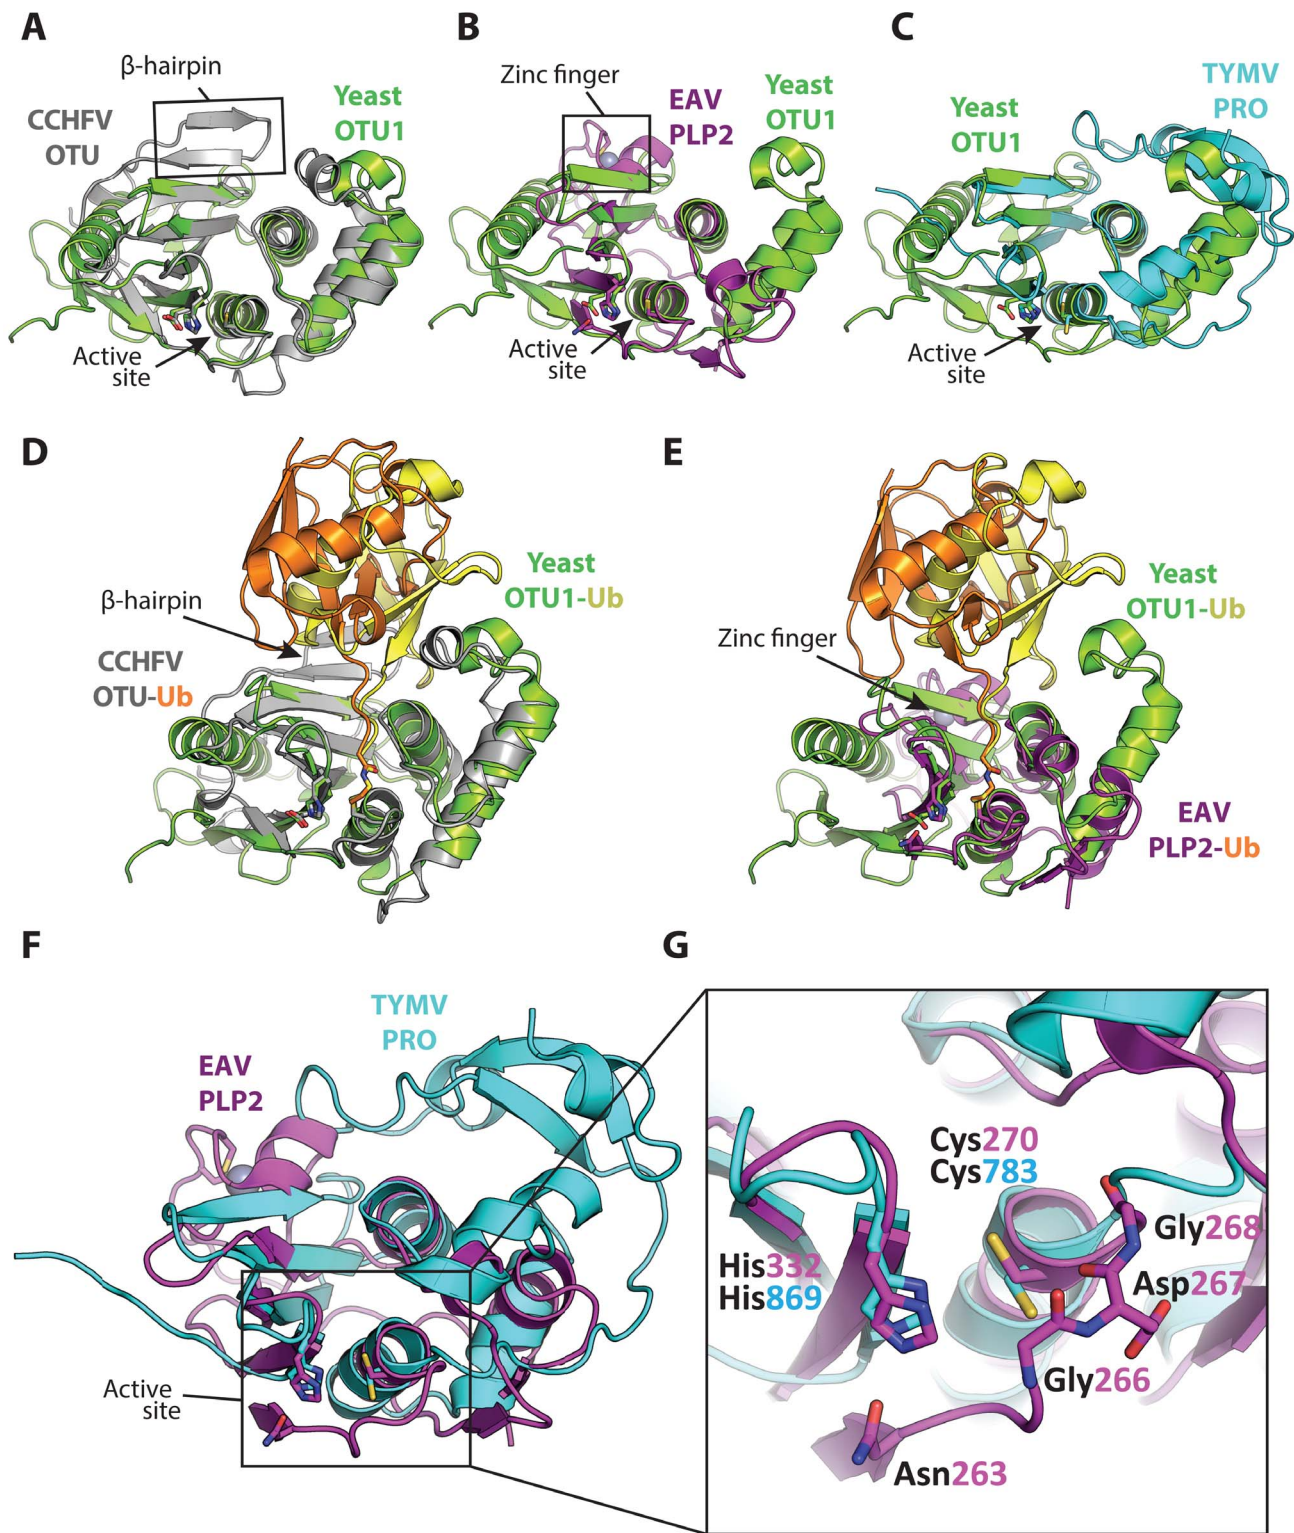 A
β-hairpin
CCHFV
OTU
Yeast
OTU1
Active
site
B
Zinc finger
EAV
PLP2
Yeast
OTU1
Active
site
C
Yeast
OTU1
TYMV
PRO
Active
site
D
β-hairpin
CCHFV
OTU-Ub
Yeast
OTU1-Ub
E
Zinc finger
Yeast
OTU1-Ub
EAV
PLP2-Ub
F
TYMV
PRO
EAV
PLP2
Active
site
G
Cys270
Cys783
His332
His869
Gly268
Asp267
Gly266
Asn263